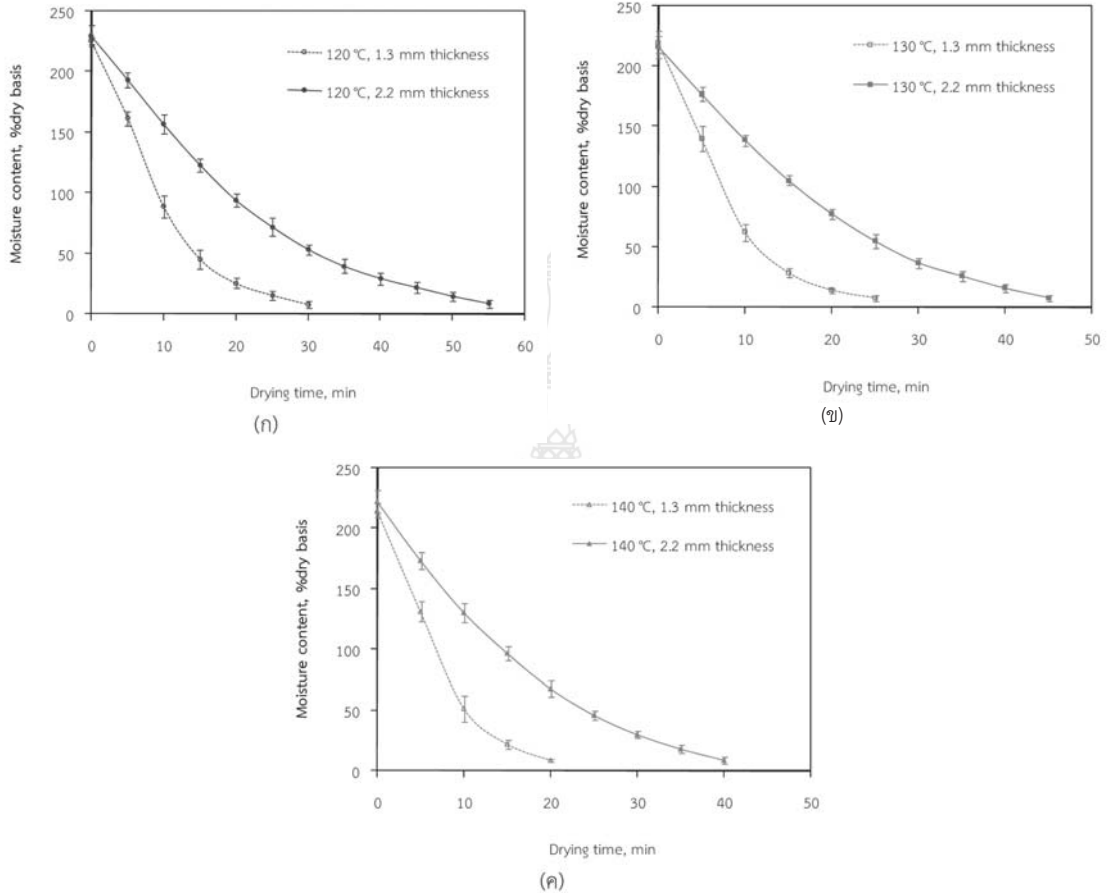 250
200
150
100
50
0
Moisture content, %dry basis
120 °C, 1.3 mm thickness
120 °C, 2.2 mm thickness
0 10 20 30 40 50 60
Drying time, min
(ก)
250
200
150
100
50
0
Moisture content, %dry basis
130 °C, 1.3 mm thickness
130 °C, 2.2 mm thickness
0 10 20 30 40 50
Drying time, min
(ข)
250
200
150
100
50
0
Moisture content, %dry basis
140 °C, 1.3 mm thickness
140 °C, 2.2 mm thickness
0 10 20 30 40 50
Drying time, min
(ค)